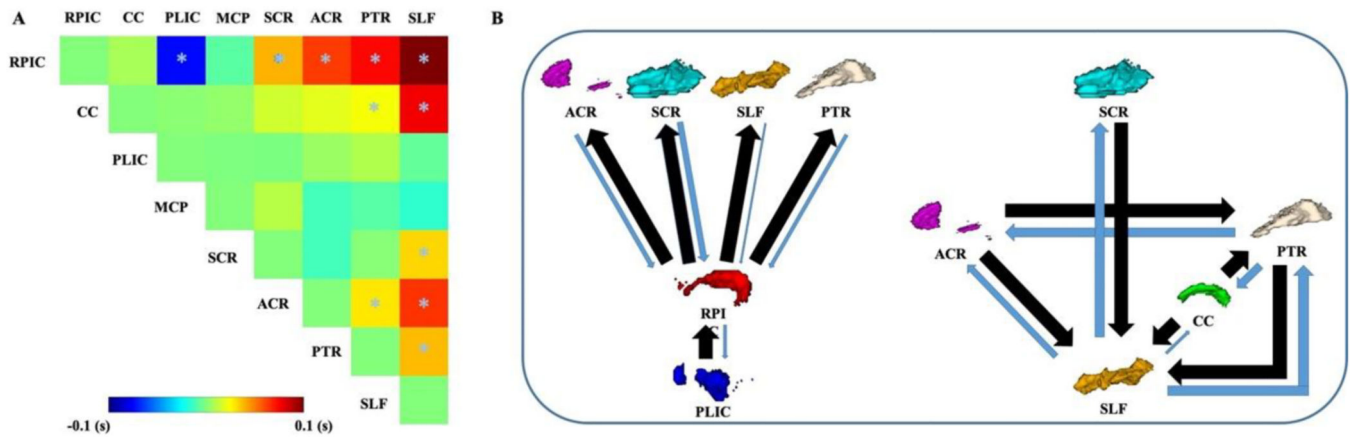 A
RPIC CC PLIC MCP SCR ACR PTR SLF
RPIC * * * * *
CC * *
PLIC
MCP
SCR *
ACR * *
PTR *
SLF
-0.1 (s) 0.1 (s)
B
ACR SCR SLF PTR
RPI
PLIC
SCR
ACR PTR
CC
SLF